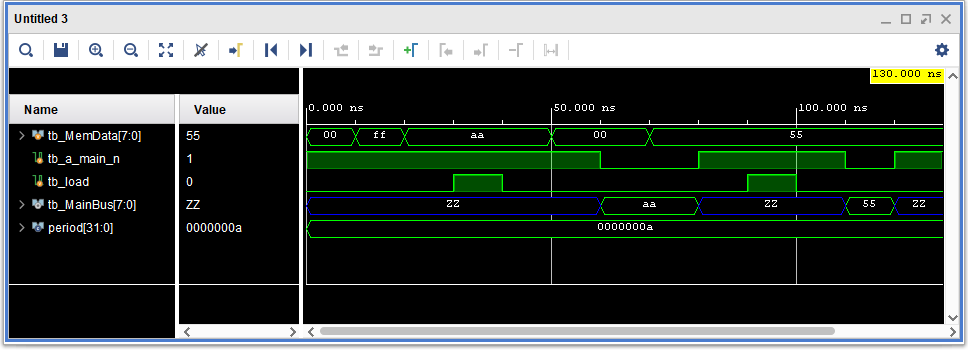 Untitled 3
130.000 ns
Name Value 0.000 ns 50.000 ns 100.000 ns
tb_MemData[7:0] 55 00 ff aa 00 55
tb_a_main_n 1
tb_load 0
tb_MainBus[7:0] ZZ ZZ aa ZZ 55 ZZ
period[31:0] 0000000a 0000000a